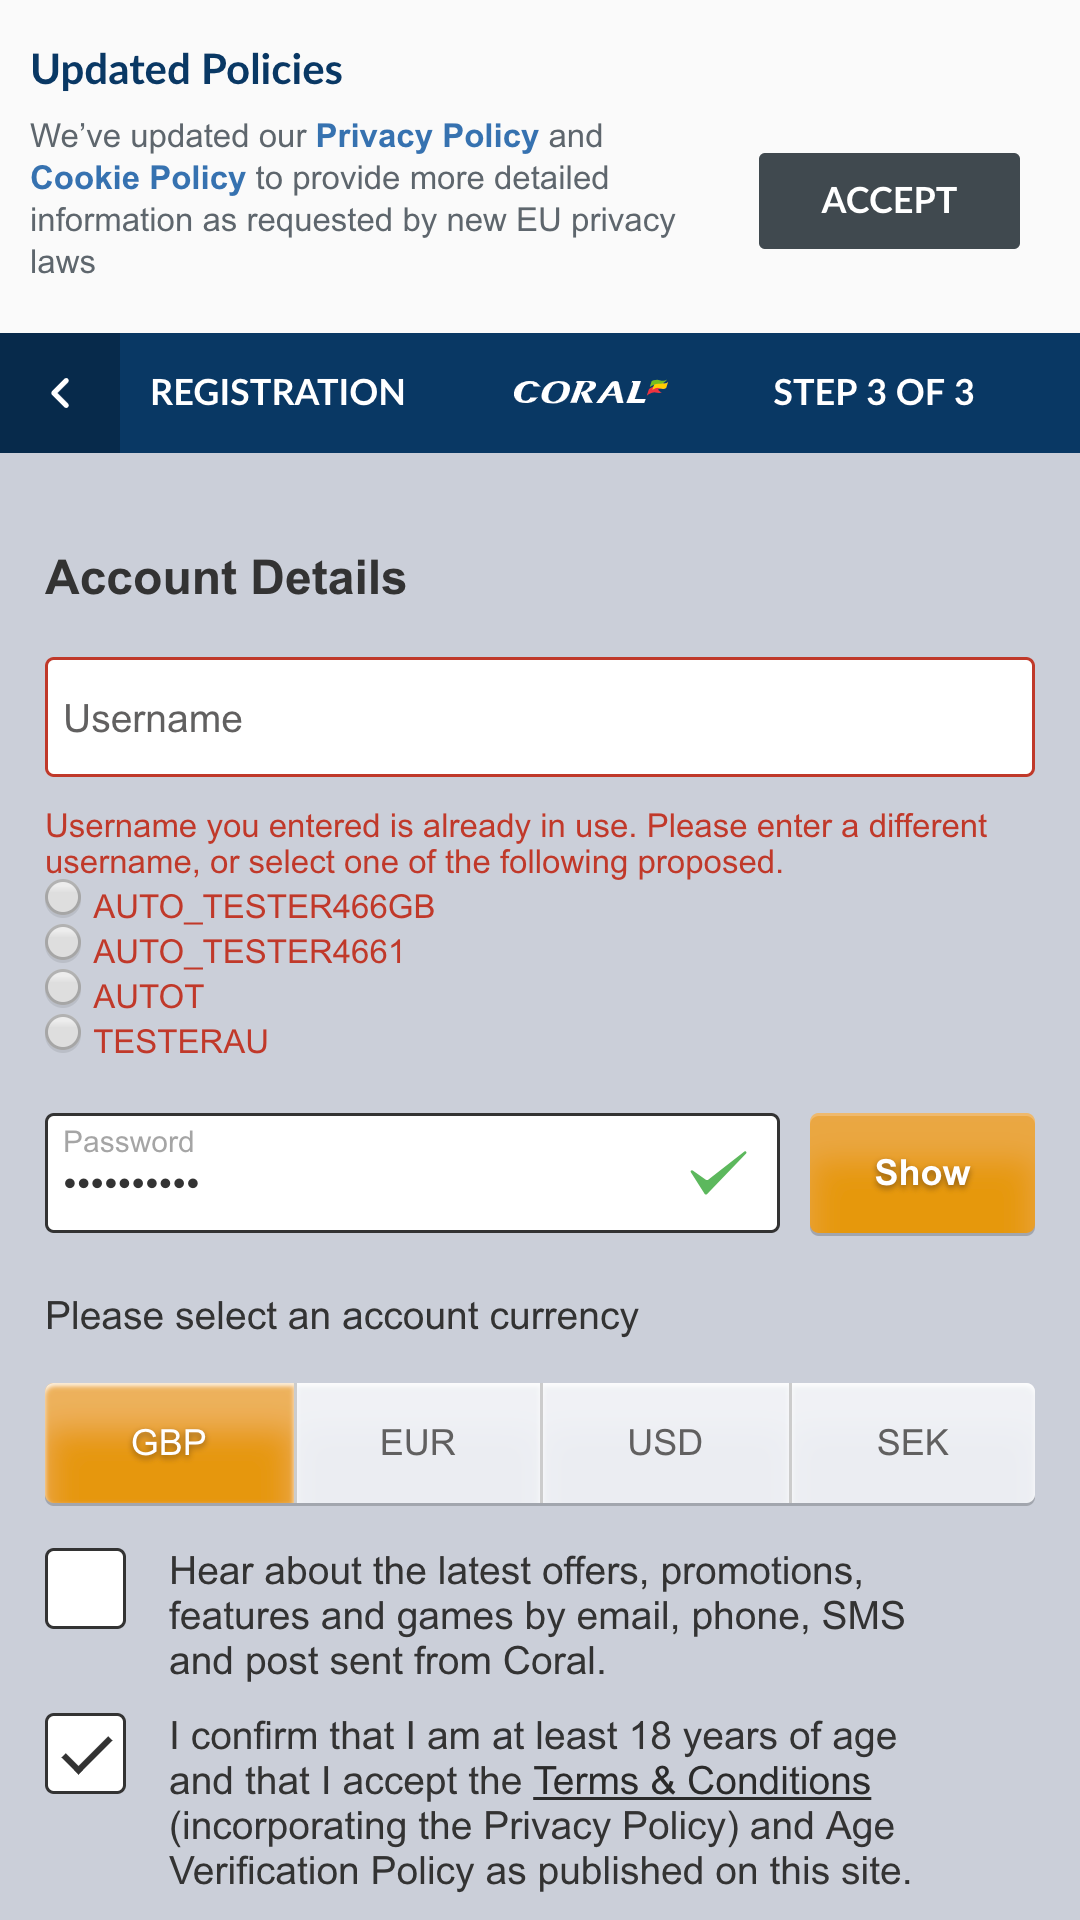 Updated Policies
We’ve updated our Privacy Policy and
Cookie Policy to provide more detailed
information as requested by new EU privacy
laws
ACCEPT
REGISTRATION
CORAL
STEP 3 OF 3
Account Details
Username
Username you entered is already in use. Please enter a different
username, or select one of the following proposed.
AUTO_TESTER466GB
AUTO_TESTER4661
AUTOT
TESTERAU
Password
••••••••••
Show
Please select an account currency
GBP
EUR
USD
SEK
Hear about the latest offers, promotions,
features and games by email, phone, SMS
and post sent from Coral.
I confirm that I am at least 18 years of age
and that I accept the Terms & Conditions
(incorporating the Privacy Policy) and Age
Verification Policy as published on this site.